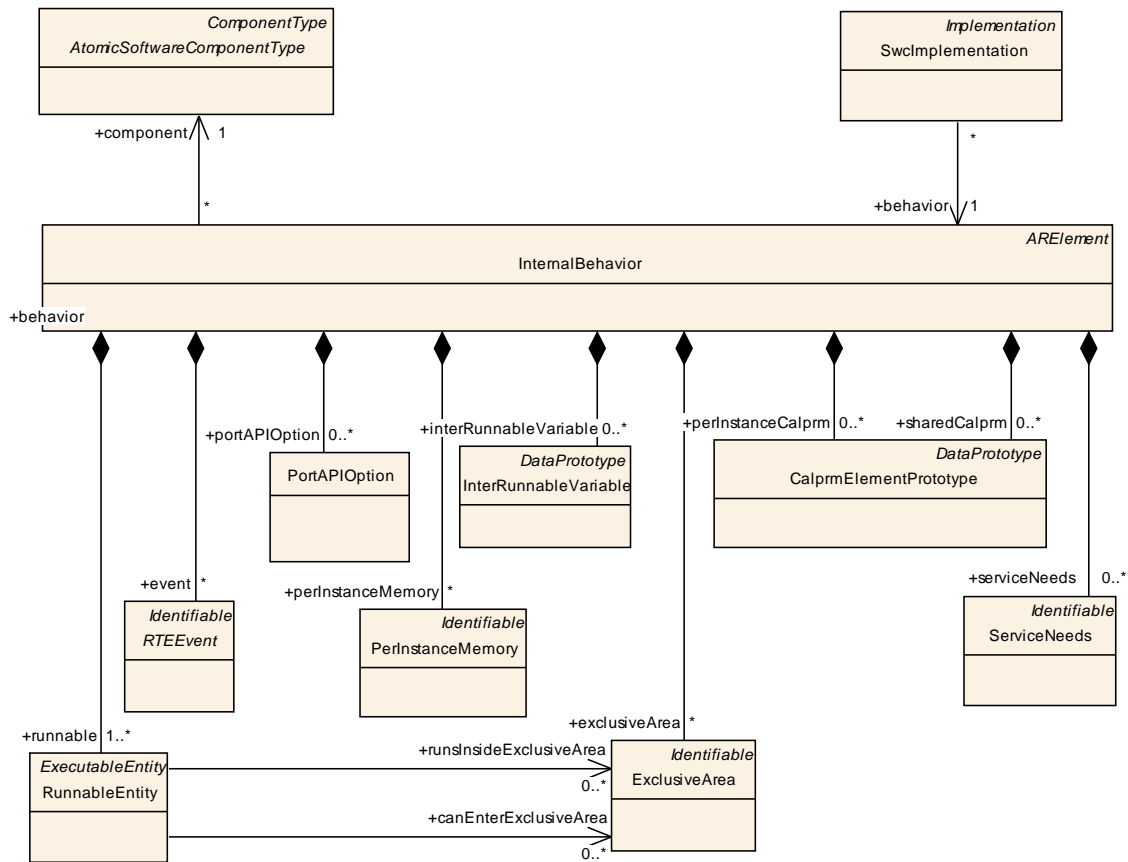 ComponentType
AtomicSoftwareComponentType
Implementation
SwcImplementation
+component 1
*
*
+behavior 1
ARElement
InternalBehavior
+behavior
+portAPIOption 0..*
+interRunnableVariable 0..*
+perInstanceCalprm 0..*
+sharedCalprm 0..*
PortAPIOption
DataPrototype
InterRunnableVariable
DataPrototype
CalprmElementPrototype
+event *
+perInstanceMemory *
+serviceNeeds 0..*
Identifiable
RTEEvent
Identifiable
PerInstanceMemory
Identifiable
ServiceNeeds
+runnable 1..*
+exclusiveArea *
ExecutableEntity
RunnableEntity
+runsInsideExclusiveArea
0..*
Identifiable
ExclusiveArea
+canEnterExclusiveArea
0..*